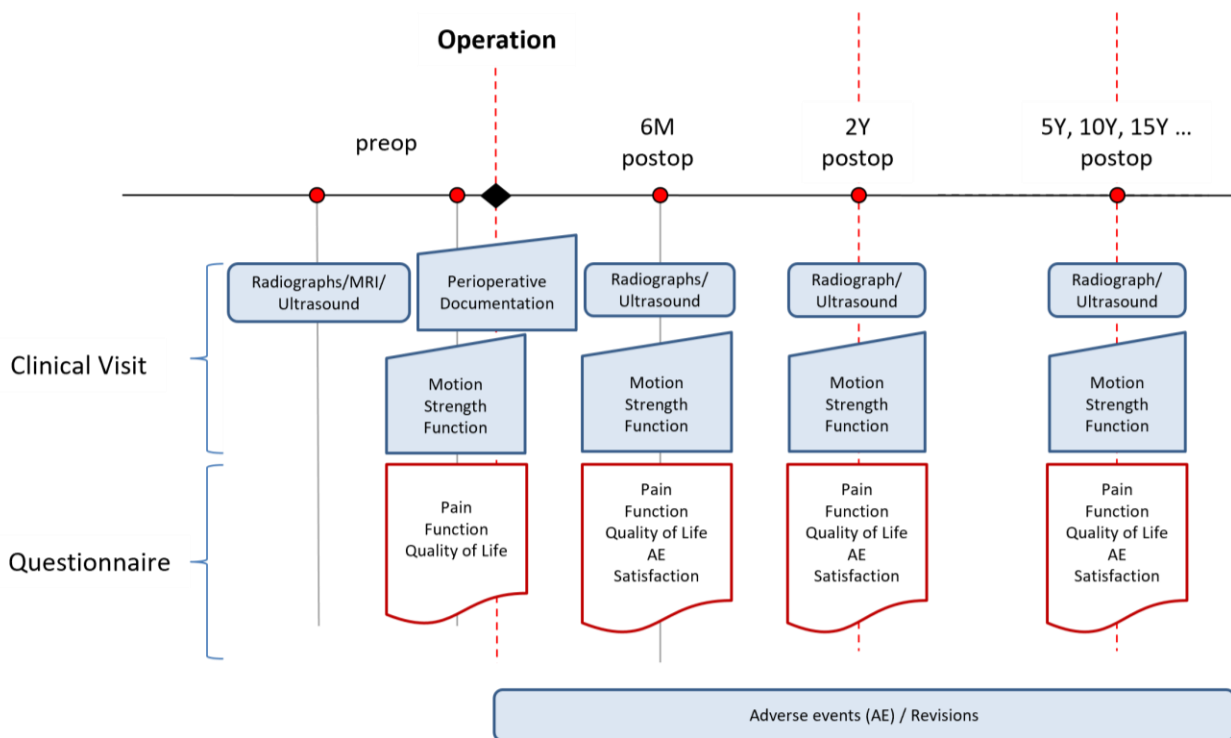 Operation
preop
6M
postop
2Y
postop
5Y, 10Y, 15Y ...
postop
Clinical Visit
Radiographs/MRI/
Ultrasound
Perioperative
Documentation
Radiographs/
Ultrasound
Radiograph/
Ultrasound
Radiograph/
Ultrasound
Motion
Strength
Function
Motion
Strength
Function
Motion
Strength
Function
Motion
Strength
Function
Questionnaire
Pain
Function
Quality of Life
Pain
Function
Quality of Life
AE
Satisfaction
Pain
Function
Quality of Life
AE
Satisfaction
Pain
Function
Quality of Life
AE
Satisfaction
Adverse events (AE) / Revisions